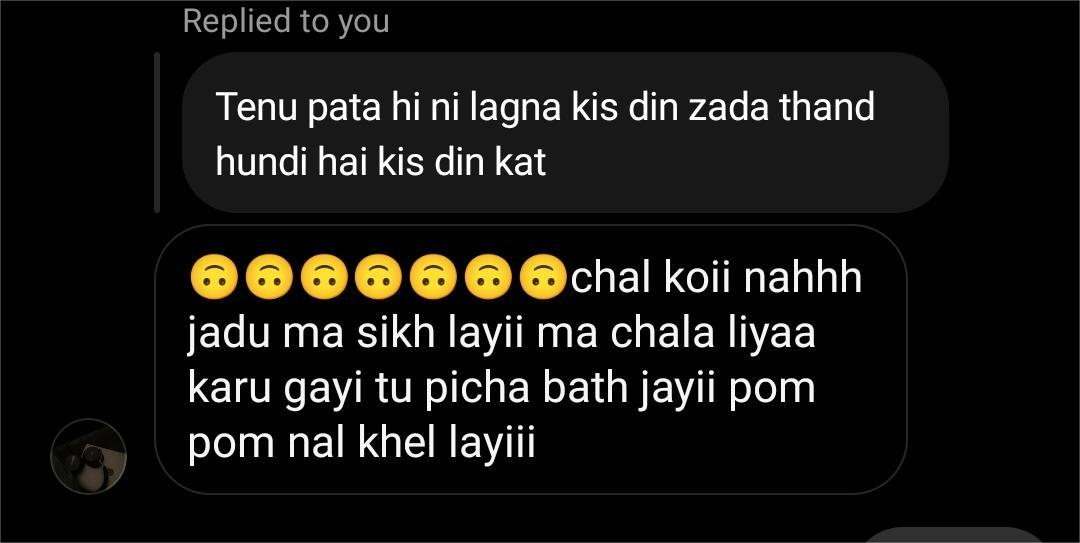 Replied to you
Tenu pata hi ni lagna kis din zada thand
hundi hai kis din kat
🙃🙃🙃🙃🙃🙃🙃chal koii nahhh
jadu ma sikh layii ma chala liyaa
karu gayi tu picha bath jayii pom
pom nal khel layiii